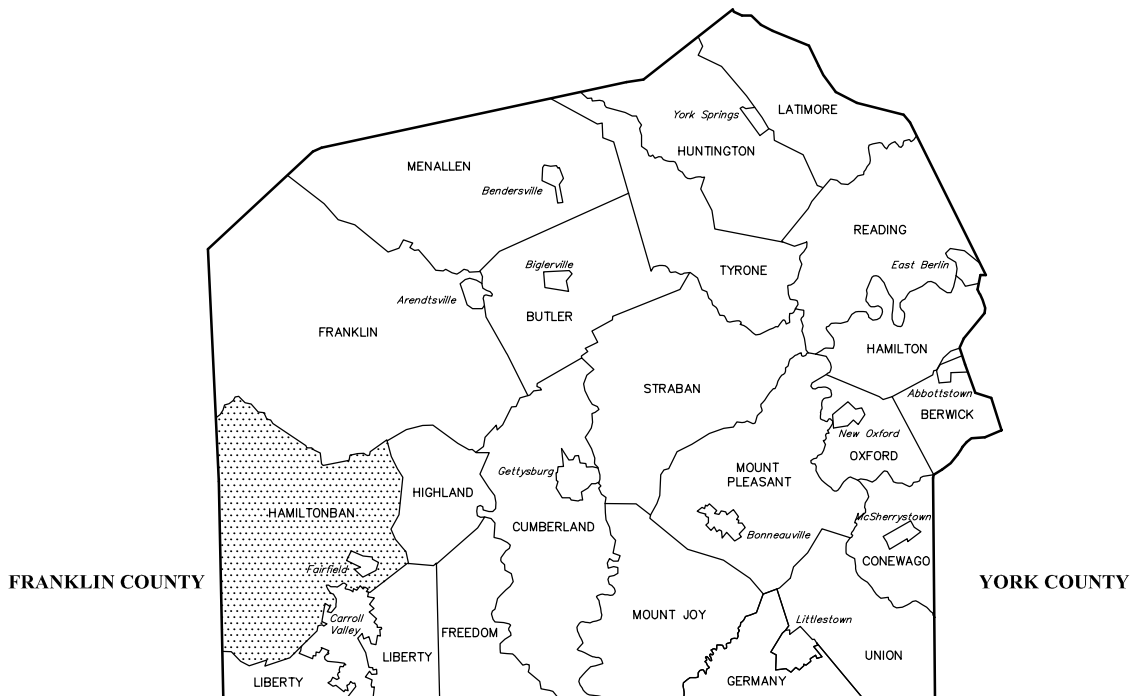 LATIMORE
York Springs
HUNTINGTON
MENALLEN
Bendersville
READING
East Berlin
Biglerville
TYRONE
Arendtsville
BUTLER
FRANKLIN
HAMILTON
STRABAN
Abbottstown
BERWICK
New Oxford
OXFORD
Gettysburg
MOUNT
PLEASANT
HIGHLAND
HAMILTONBAN
CUMBERLAND
McSherrystown
Bonneauville
CONEWAGO
Fairfield
FRANKLIN COUNTY
YORK COUNTY
Carroll
Valley
MOUNT JOY
Littlestown
FREEDOM
LIBERTY
UNION
LIBERTY
GERMANY